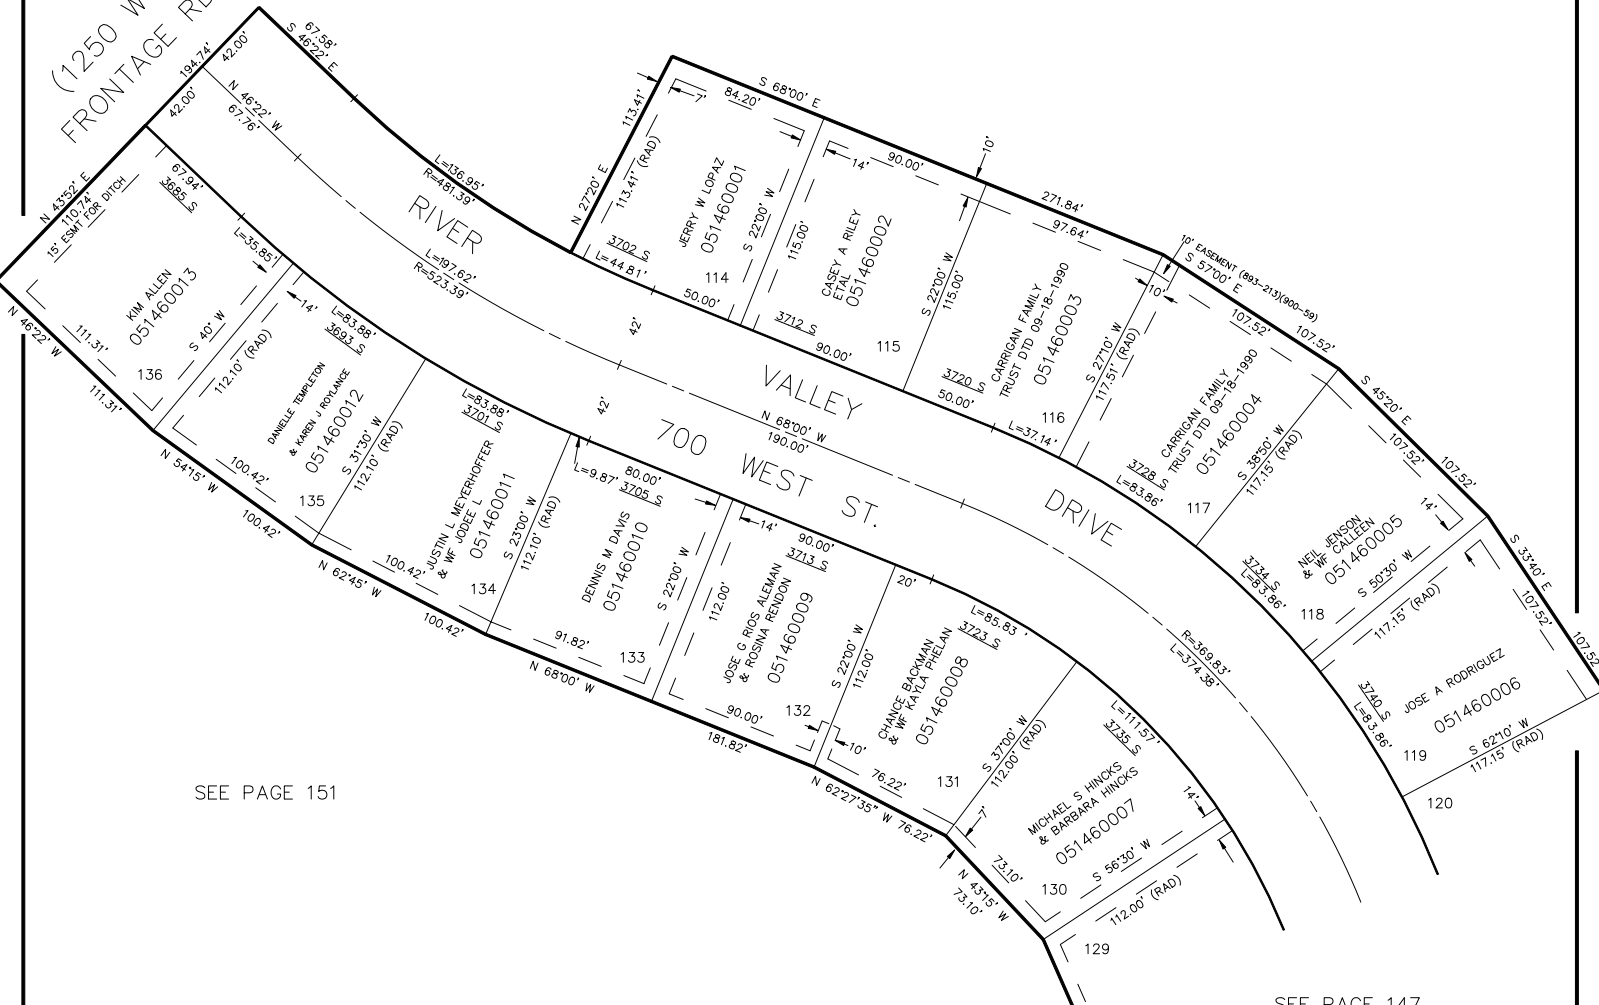 (1250 W
FRONTAGE RD
194.74'
42.00'
42.00'
67.58'
S 46°22' E
N 46°22' W
67.76'
L=136.95'
R=481.39'
RIVER
L=197.62'
R=523.39'
VALLEY
DRIVE
N 68°00' W
190.00'
700 WEST ST.
42'
42'
R=369.83'
L=374.38'
N 27°20' E
113.41'
113.41' (RAD)
7'
84.20'
S 68°00' E
JERRY W LOPAZ
051460001
3702 S
L=44.81'
114
50.00'
S 22°00' W
115.00'
14'
90.00'
10'
CASEY A RILEY
ETAL
051460002
3712 S
90.00'
115
S 22°00' W
115.00'
271.84'
97.64'
CARRIGAN FAMILY
TRUST DTD 09-18-1990
051460003
3720 S
50.00'
116
L=37.14'
S 27°10' W
117.51' (RAD)
10'
10' EASEMENT (893-213)(900-59)
S 57°00' E
107.52'
107.52'
CARRIGAN FAMILY
TRUST DTD 09-18-1990
051460004
3728 S
L=83.86'
117
S 38°50' W
117.15' (RAD)
S 45°20' E
107.52'
107.52'
14'
NEIL JENSON
& WF CALLEEN
051460005
3734 S
L=83.86'
118
S 50°30' W
117.15' (RAD)
S 33°40' E
107.52'
107.52
JOSE A RODRIGUEZ
051460006
3740 S
L=83.86'
119
S 62°10' W
117.15' (RAD)
120
N 43°52' E
110.74'
15' ESMT FOR DITCH
67.94'
3685 S
L=35.85'
KIM ALLEN
051460013
N 46°22' W
111.31'
111.31'
136
S 40° W
112.10' (RAD)
14'
L=83.88'
3693 S
DANIELLE TEMPLETON
& KAREN J ROYLANCE
051460012
100.42'
N 54°15' W
100.42'
135
S 31°30' W
112.10' (RAD)
L=83.88'
3701 S
JUSTIN L MEYERHOFFER
& WF JODEE L
051460011
100.42'
N 62°45' W
100.42'
134
S 23°00' W
112.10' (RAD)
L=9.87'
80.00'
3705 S
DENNIS M DAVIS
051460010
91.82'
N 68°00' W
133
S 22°00' W
112.00'
14'
90.00'
3713 S
JOSE G RIOS ALEMAN
& ROSINA RENDON
051460009
90.00'
181.82'
132
S 22°00' W
112.00'
20'
10'
L=85.83'
3723 S
CHANCE BACKMAN
& WF KAYLA PHELAN
051460008
76.22'
N 62°27'35" W 76.22'
131
S 37°00' W
112.00' (RAD)
7'
L=111.57'
3735 S
MICHAEL S HINCKS
& BARBARA HINCKS
051460007
14'
73.10'
N 43°15' W
73.10'
130
S 56°30' W
112.00' (RAD)
129
SEE PAGE 151
SEE PAGE 147